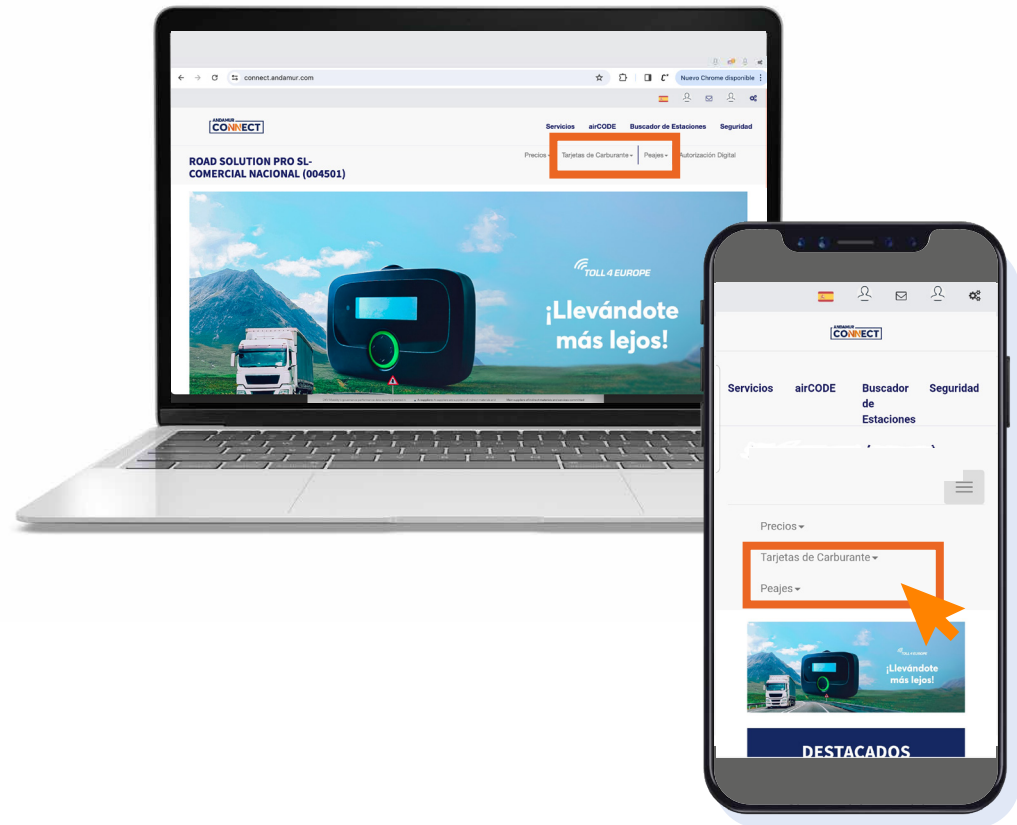 connect.andamur.com
Nuevo Chrome disponible
ANDAMUR
CONNECT
Servicios airCODE Buscador de Estaciones Seguridad
Precios Tarjetas de Carburante Peajes Autorización Digital
ROAD SOLUTION PRO SL-
COMERCIAL NACIONAL (004501)
TOLL 4 EUROPE
¡Llevándote
más lejos!
ANDAMUR
CONNECT
Servicios airCODE Buscador de Estaciones Seguridad
Precios
Tarjetas de Carburante
Peajes
TOLL 4 EUROPE
¡Llevándote
más lejos!
DESTACADOS